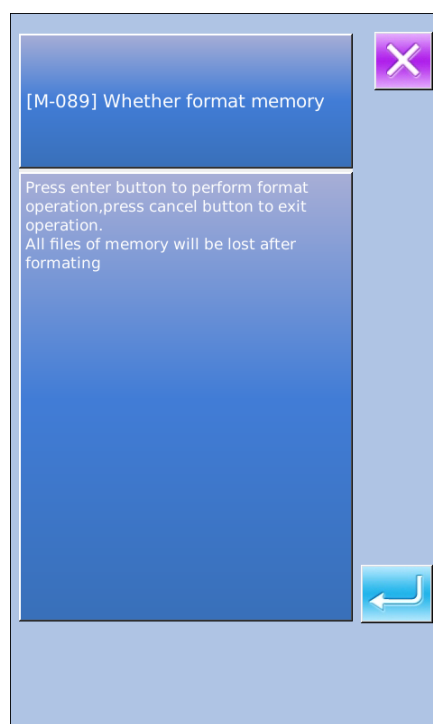 [M-089] Whether format memory
Press enter button to perform format
operation,press cancel button to exit
operation.
All files of memory will be lost after
formating